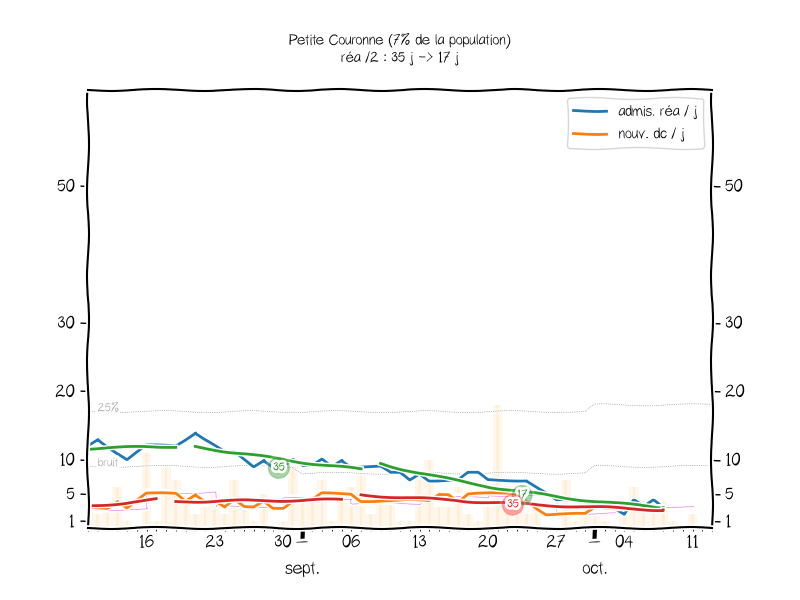 Petite Couronne (7% de la population)
réa /2 : 35 j -> 17 j
admis. réa / j
nouv. dc / j
50 50
30 30
20 20
25%
10 10
bruit
35
5 5
17
35
1 1
16 23 30 06 13 20 27 04 11
sept. oct.